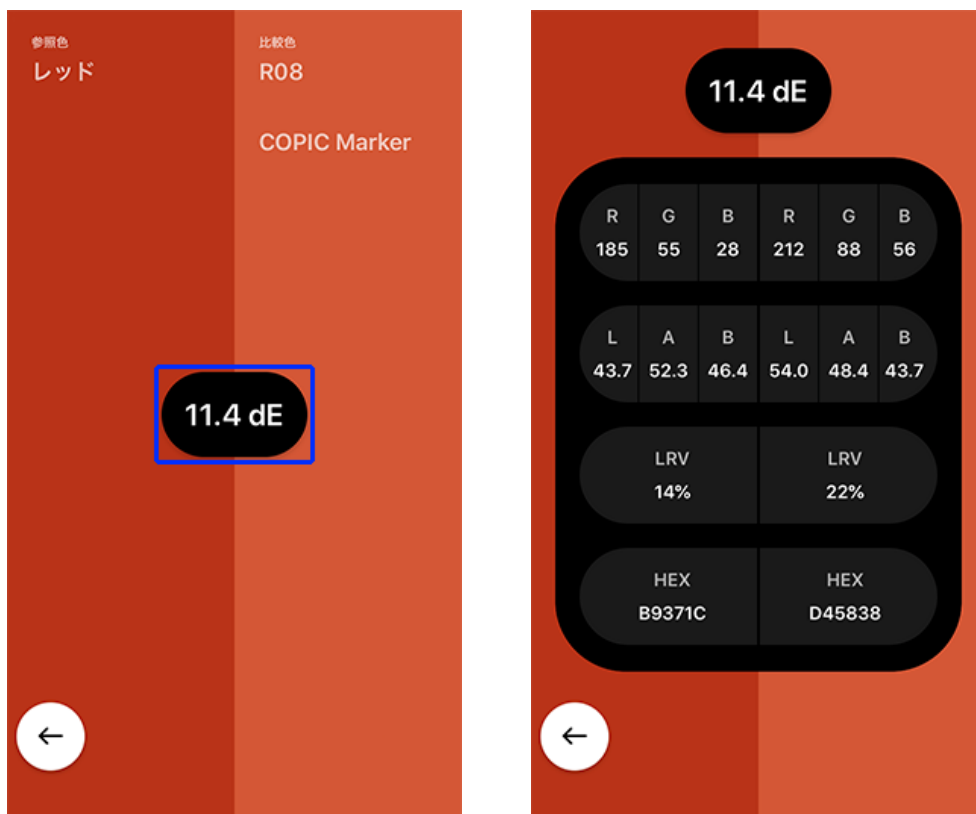 参照色
レッド
比較色
R08
COPIC Marker
11.4 dE
11.4 dE
R G B R G B
185 55 28 212 88 56
L A B L A B
43.7 52.3 46.4 54.0 48.4 43.7
LRV LRV
14% 22%
HEX HEX
B9371C D45838